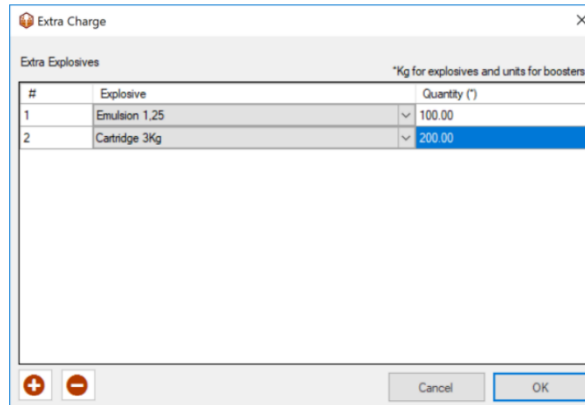 Extra Charge
Extra Explosives
*Kg for explosives and units for boosters
# Explosive Quantity (*)
1 Emulsion 1,25 100.00
2 Cartridge 3Kg 200.00
Cancel OK